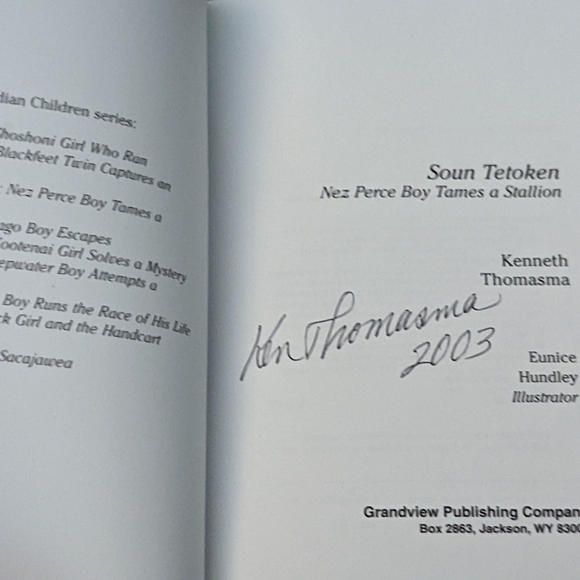 dian Children series:
Shoshoni Girl Who Ran
Blackfeet Twin Captures an
: Nez Perce Boy Tames a
ago Boy Escapes
Kootenai Girl Solves a Mystery
epwater Boy Attempts a
Boy Runs the Race of His Life
k Girl and the Handcart
Sacajawea
Soun Tetoken
Nez Perce Boy Tames a Stallion
Kenneth
Thomasma
Ken Thomasma
2003
Eunice
Hundley
Illustrator
Grandview Publishing Compan
Box 2863, Jackson, WY 8300